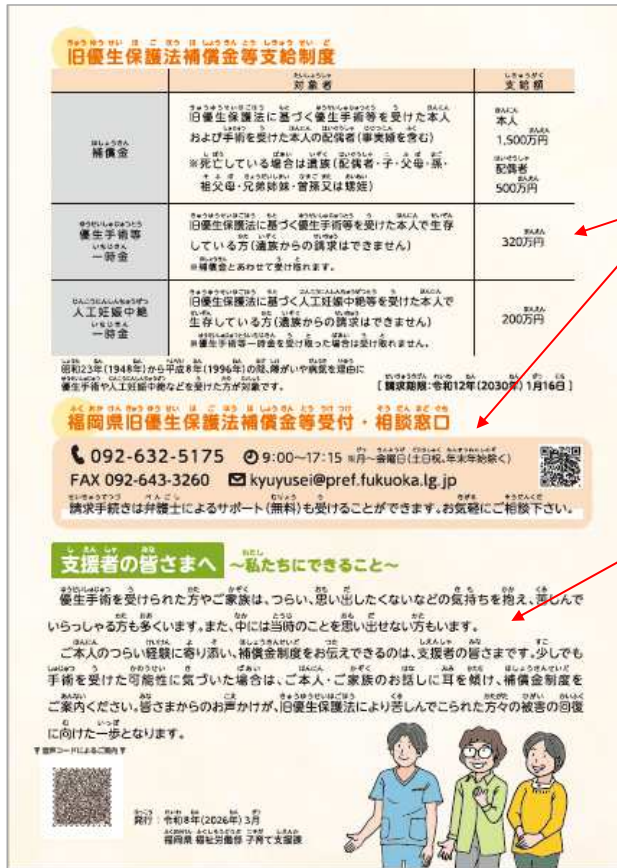 旧優生保護法補償金等支給制度
対象者
支給額
補償金
旧優生保護法に基づく優生手術等を受けた本人
および手術を受けた本人の配偶者(事実婚を含む)
※死亡している場合は遺族(配偶者・子・父母・孫・
祖父母・兄弟姉妹・曽孫又は甥姪)
本人
1,500万円
配偶者
500万円
優生手術等
一時金
旧優生保護法に基づく優生手術等を受けた本人で生存
している方(遺族からの請求はできません)
※補償金とあわせて受け取れます。
320万円
人工妊娠中絶
一時金
旧優生保護法に基づく人工妊娠中絶等を受けた本人で
生存している方(遺族からの請求はできません)
※優生手術等一時金を受け取った場合は受け取れません。
200万円
昭和23年(1948年)から平成8年(1996年)の間、障がいや病気を理由に
優生手術や人工妊娠中絶などを受けた方が対象です。
[請求期限:令和12年(2030年)1月16日]
福岡県旧優生保護法補償金等受付・相談窓口
092-632-5175 9:00〜17:15 ※月〜金曜日(土日祝、年末年始除く)
FAX 092-643-3260 kyuyusei@pref.fukuoka.lg.jp
請求手続きは弁護士によるサポート(無料)も受けることができます。お気軽にご相談下さい。
支援者の皆さまへ 〜私たちにできること〜
優生手術を受けられた方やご家族は、つらい、思い出したくないなどの気持ちを抱え、苦しんで
いらっしゃる方も多くいます。また、中には当時のことを思い出せない方もいます。
ご本人のつらい経験に寄り添い、補償金制度をお伝えできるのは、支援者の皆さまです。少しでも
手術を受けた可能性に気づいた場合は、ご本人・ご家族のお話しに耳を傾け、補償金制度を
ご案内ください。皆さまからのお声かけが、旧優生保護法により苦しんでこられた方々の被害の回復
に向けた一歩となります。
▼音声コードによるご案内▼
発行:令和8年(2026年)3月
福岡県 福祉労働部 子育て支援課